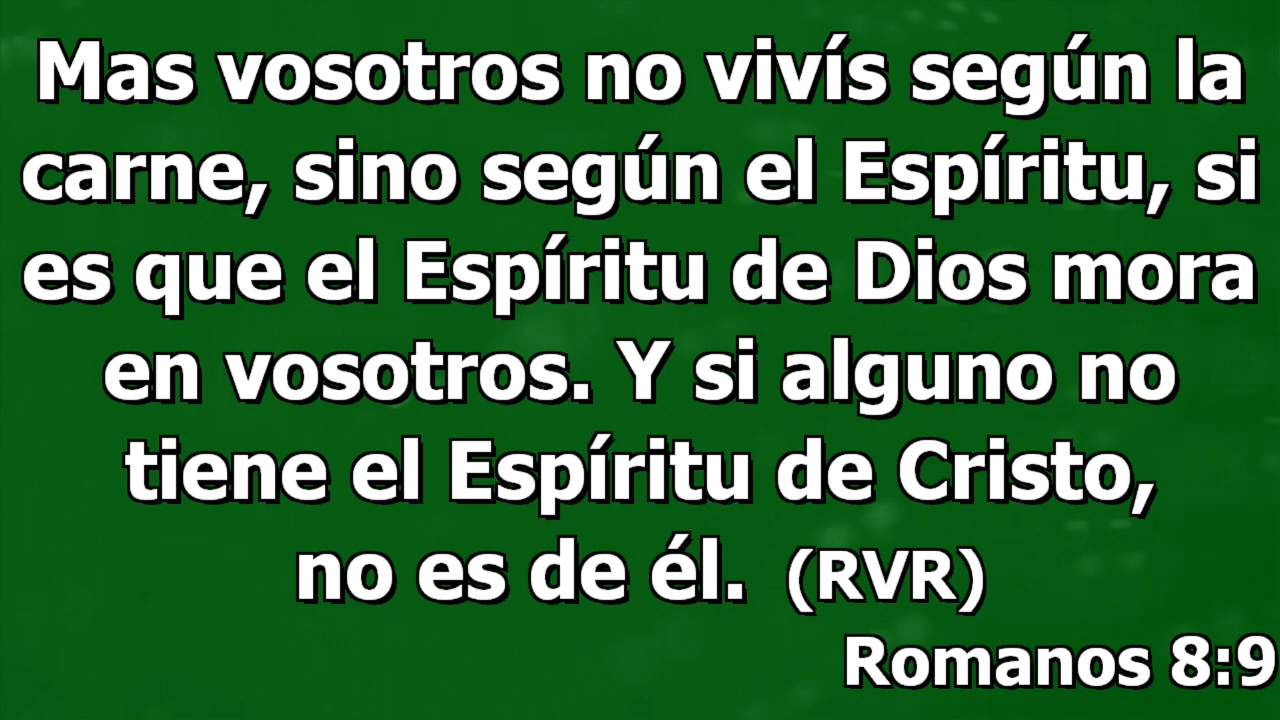 Mas vosotros no vivís según la
carne, sino según el Espíritu, si
es que el Espíritu de Dios mora
en vosotros. Y si alguno no
tiene el Espíritu de Cristo,
no es de él. (RVR)
Romanos 8:9